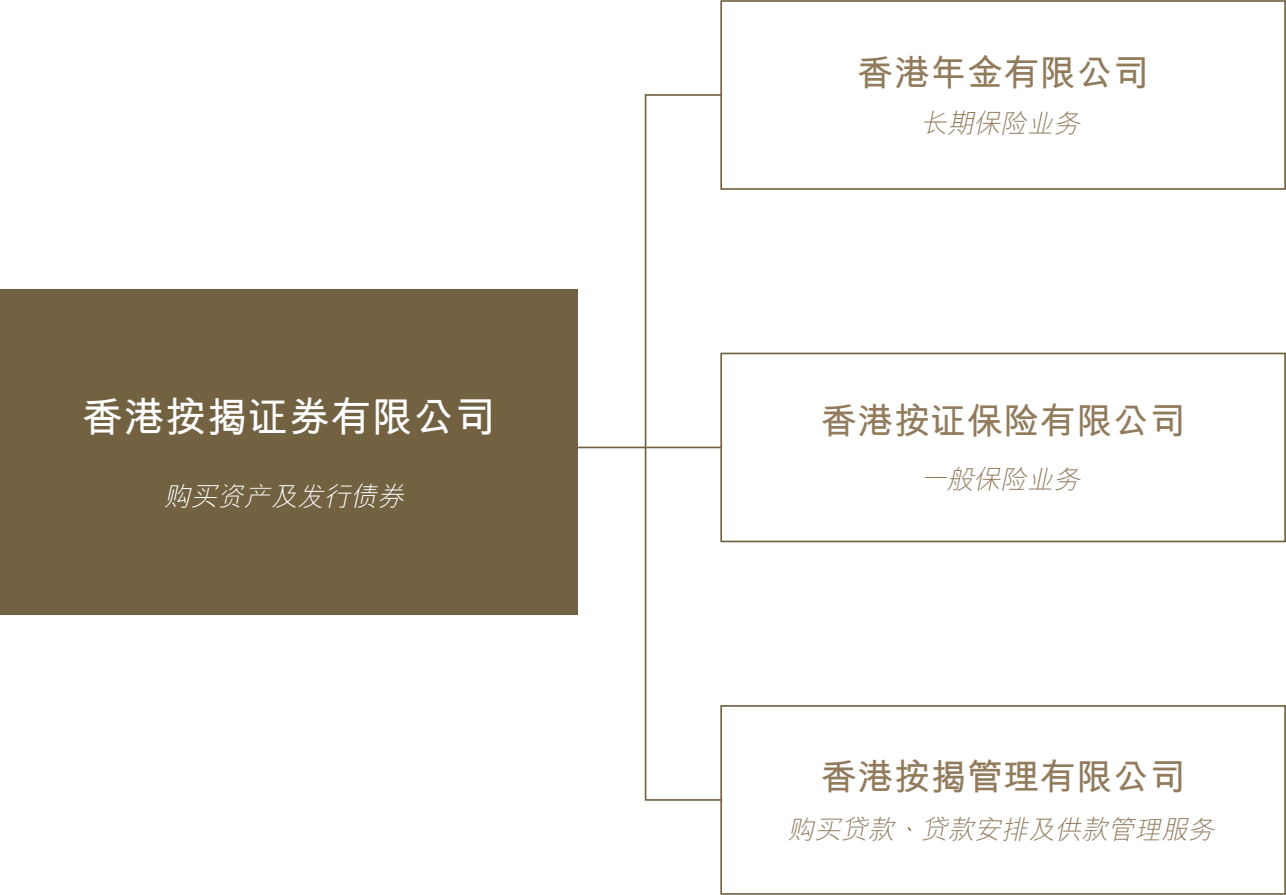 香港年金有限公司
长期保险业务
香港按揭证券有限公司
购买资产及发行债券
香港按证保险有限公司
一般保险业务
香港按揭管理有限公司
购买贷款、贷款安排及供款管理服务